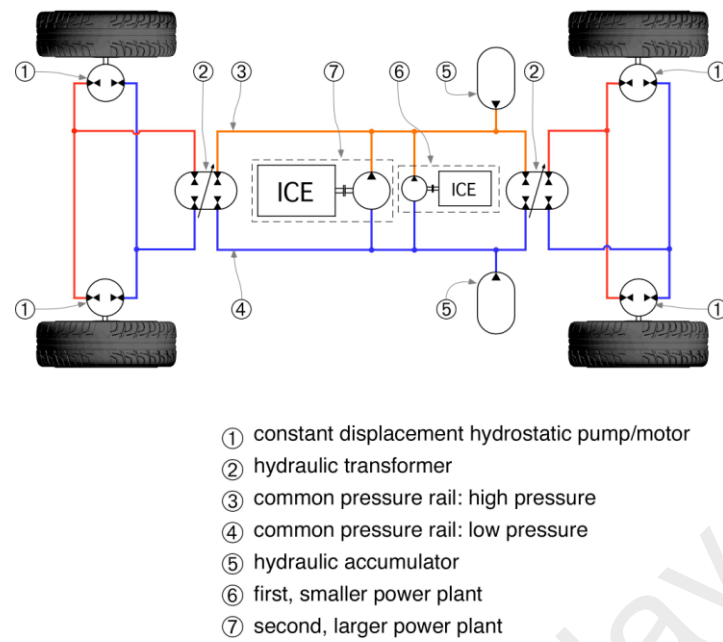 ① ② ③ ⑦ ⑥ ⑤ ② ①
ICE ICE
① ④ ⑤ ①
① constant displacement hydrostatic pump/motor
② hydraulic transformer
③ common pressure rail: high pressure
④ common pressure rail: low pressure
⑤ hydraulic accumulator
⑥ first, smaller power plant
⑦ second, larger power plant